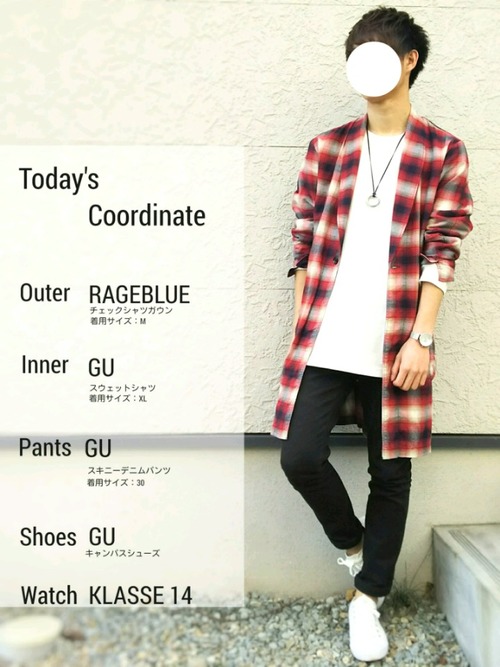 Today's
Coordinate
Outer RAGEBLUE
チェックシャツガウン
着用サイズ：M
Inner GU
スウェットシャツ
着用サイズ：XL
Pants GU
スキニーデニムパンツ
着用サイズ：30
Shoes GU
キャンバスシューズ
Watch KLASSE 14